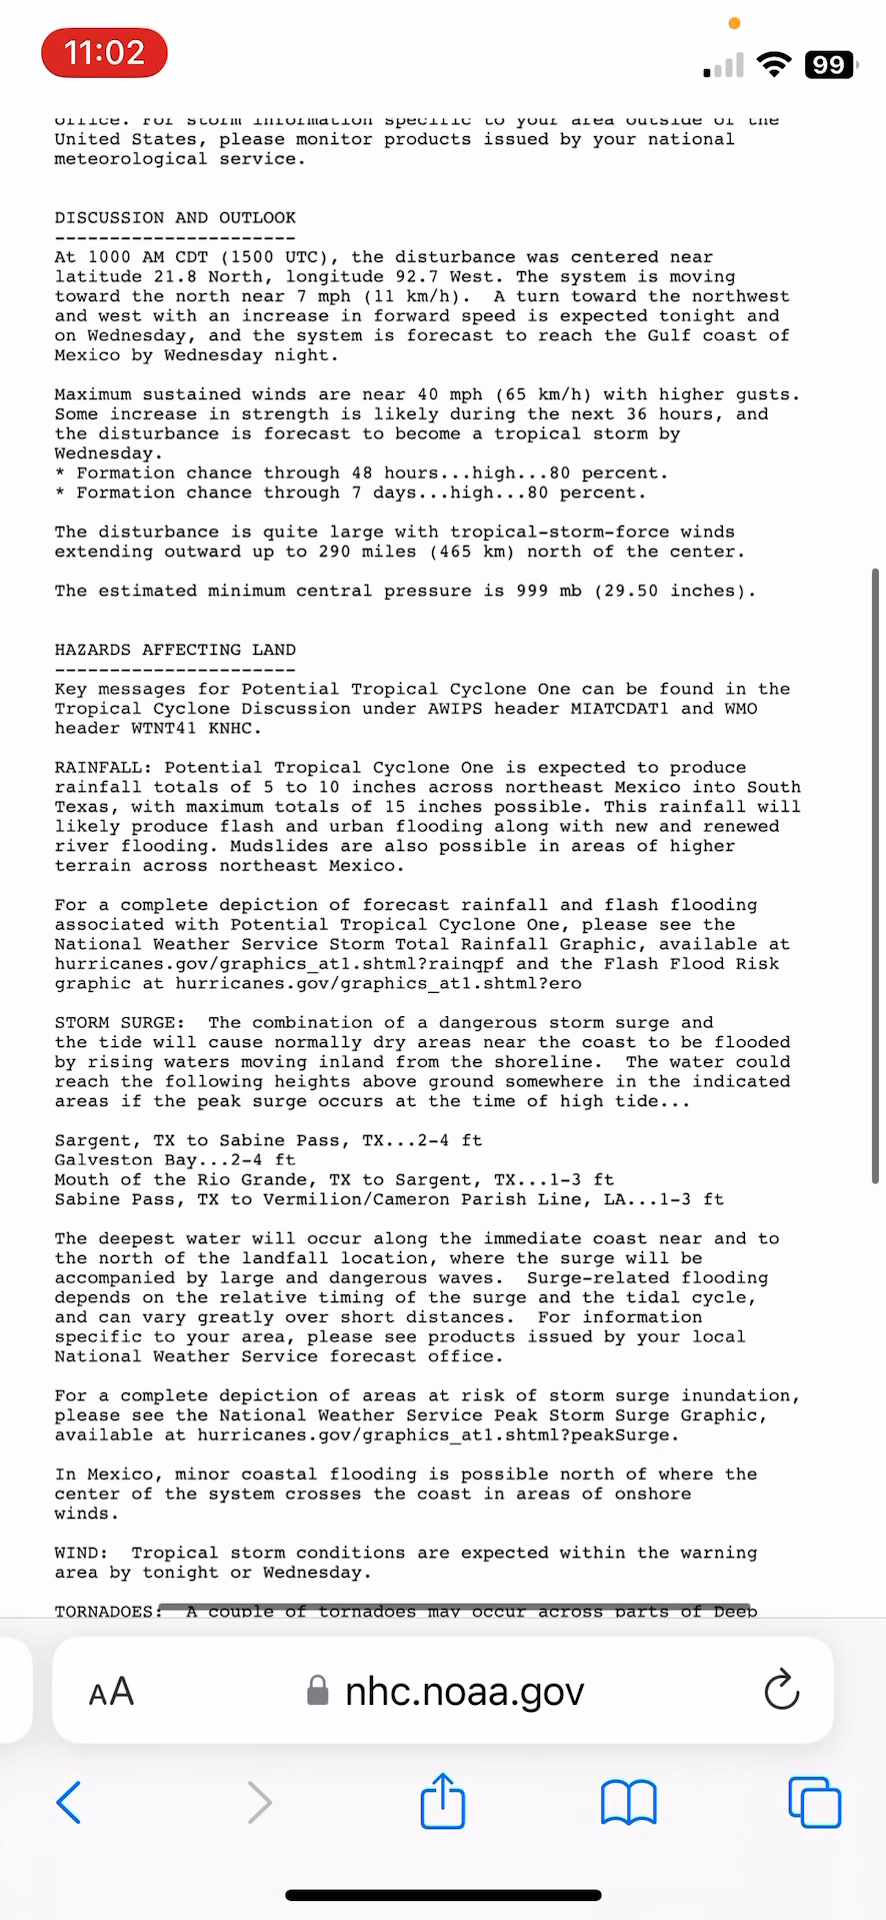 11:02
99
office. For storm information specific to your area outside of the
United States, please monitor products issued by your national
meteorological service.
DISCUSSION AND OUTLOOK
----------------------
At 1000 AM CDT (1500 UTC), the disturbance was centered near
latitude 21.8 North, longitude 92.7 West. The system is moving
toward the north near 7 mph (11 km/h).  A turn toward the northwest
and west with an increase in forward speed is expected tonight and
on Wednesday, and the system is forecast to reach the Gulf coast of
Mexico by Wednesday night.
Maximum sustained winds are near 40 mph (65 km/h) with higher gusts.
Some increase in strength is likely during the next 36 hours, and
the disturbance is forecast to become a tropical storm by
Wednesday.
* Formation chance through 48 hours...high...80 percent.
* Formation chance through 7 days...high...80 percent.
The disturbance is quite large with tropical-storm-force winds
extending outward up to 290 miles (465 km) north of the center.
The estimated minimum central pressure is 999 mb (29.50 inches).
HAZARDS AFFECTING LAND
----------------------
Key messages for Potential Tropical Cyclone One can be found in the
Tropical Cyclone Discussion under AWIPS header MIATCDAT1 and WMO
header WTNT41 KNHC.
RAINFALL: Potential Tropical Cyclone One is expected to produce
rainfall totals of 5 to 10 inches across northeast Mexico into South
Texas, with maximum totals of 15 inches possible. This rainfall will
likely produce flash and urban flooding along with new and renewed
river flooding. Mudslides are also possible in areas of higher
terrain across northeast Mexico.
For a complete depiction of forecast rainfall and flash flooding
associated with Potential Tropical Cyclone One, please see the
National Weather Service Storm Total Rainfall Graphic, available at
hurricanes.gov/graphics_at1.shtml?rainqpf and the Flash Flood Risk
graphic at hurricanes.gov/graphics_at1.shtml?ero
STORM SURGE:  The combination of a dangerous storm surge and
the tide will cause normally dry areas near the coast to be flooded
by rising waters moving inland from the shoreline.  The water could
reach the following heights above ground somewhere in the indicated
areas if the peak surge occurs at the time of high tide...
Sargent, TX to Sabine Pass, TX...2-4 ft
Galveston Bay...2-4 ft
Mouth of the Rio Grande, TX to Sargent, TX...1-3 ft
Sabine Pass, TX to Vermilion/Cameron Parish Line, LA...1-3 ft
The deepest water will occur along the immediate coast near and to
the north of the landfall location, where the surge will be
accompanied by large and dangerous waves.  Surge-related flooding
depends on the relative timing of the surge and the tidal cycle,
and can vary greatly over short distances.  For information
specific to your area, please see products issued by your local
National Weather Service forecast office.
For a complete depiction of areas at risk of storm surge inundation,
please see the National Weather Service Peak Storm Surge Graphic,
available at hurricanes.gov/graphics_at1.shtml?peakSurge.
In Mexico, minor coastal flooding is possible north of where the
center of the system crosses the coast in areas of onshore
winds.
WIND:  Tropical storm conditions are expected within the warning
area by tonight or Wednesday.
TORNADOES:  A couple of tornadoes may occur across parts of Deep
AA
nhc.noaa.gov